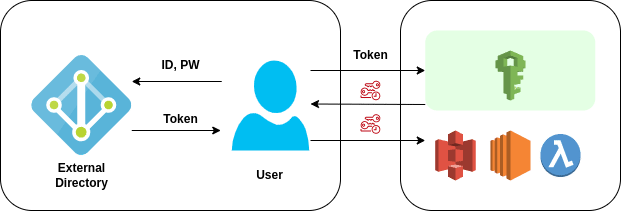 ID, PW
Token
Token
External
Directory
User